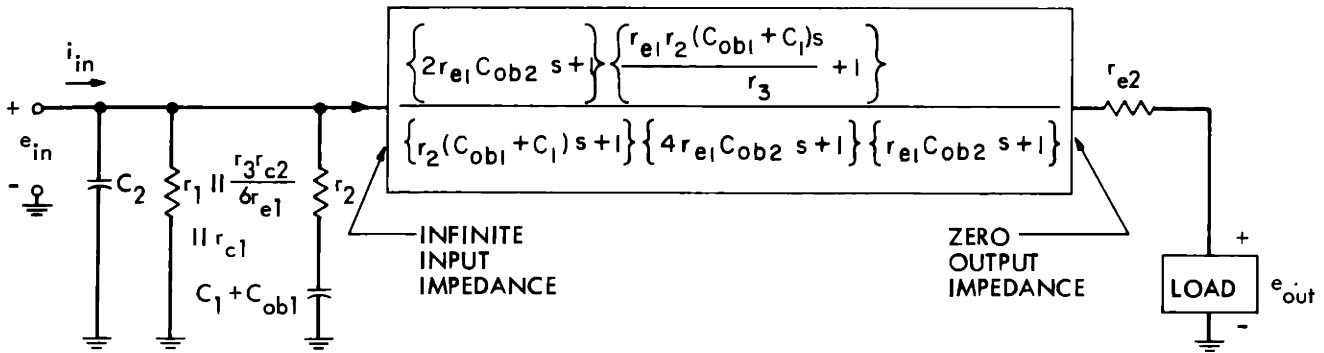 i_in
+
e_in
-
C_2
r_1 || r_3 r_c2 / 6r_e1
|| r_c1
r_2
C_1 + C_ob1
{2r_e1 C_ob2 s+1} {r_e1 r_2 (C_ob1 + C_1)s / r_3 + 1}
{r_2 (C_ob1 + C_1) s +1} {4r_e1 C_ob2 s+1} {r_e1 C_ob2 s+1}
INFINITE
INPUT
IMPEDANCE
ZERO
OUTPUT
IMPEDANCE
r_e2
+
LOAD
e_out
-